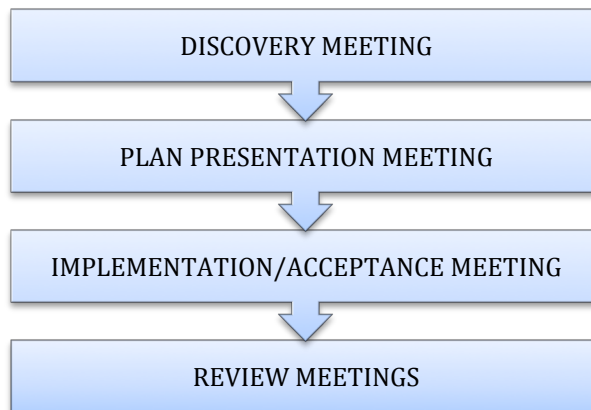 DISCOVERY MEETING
PLAN PRESENTATION MEETING
IMPLEMENTATION/ACCEPTANCE MEETING
REVIEW MEETINGS